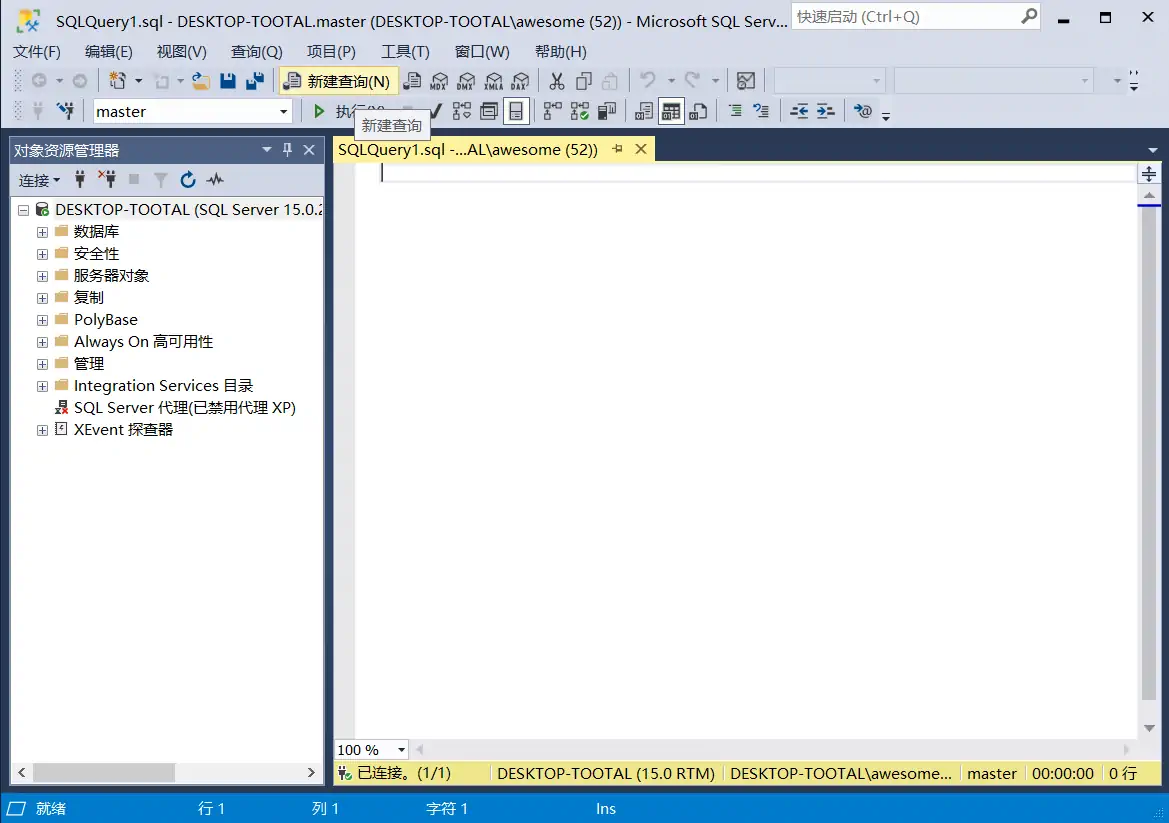 SQLQuery1.sql - DESKTOP-TOOTAL.master (DESKTOP-TOOTAL\awesome (52)) - Microsoft SQL Serv...
快速启动 (Ctrl+Q)
文件(F) 编辑(E) 视图(V) 查询(Q) 项目(P) 工具(T) 窗口(W) 帮助(H)
新建查询(N) MDX DMX XMLA DAX
master
新建查询
对象资源管理器
SQLQuery1.sql -...AL\awesome (52))
连接
DESKTOP-TOOTAL (SQL Server 15.0.2
数据库
安全性
服务器对象
复制
PolyBase
Always On 高可用性
管理
Integration Services 目录
SQL Server 代理(已禁用代理 XP)
XEvent 探查器
100 %
已连接。(1/1) DESKTOP-TOOTAL (15.0 RTM) DESKTOP-TOOTAL\awesome... master 00:00:00 0 行
就绪 行 1 列 1 字符 1 Ins